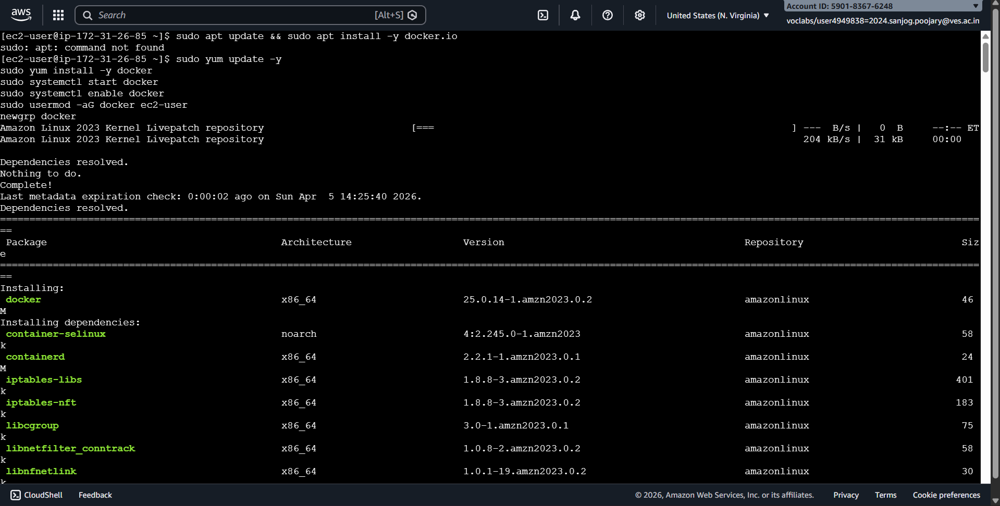 aws
Search [Alt+S]
United States (N. Virginia)
Account ID: 5901-8367-6248
voclabs/user4949838=2024.sanjog.poojary@ves.ac.in
[ec2-user@ip-172-31-26-85 ~]$ sudo apt update && sudo apt install -y docker.io
sudo: apt: command not found
[ec2-user@ip-172-31-26-85 ~]$ sudo yum update -y
sudo yum install -y docker
sudo systemctl start docker
sudo systemctl enable docker
sudo usermod -aG docker ec2-user
newgrp docker
Amazon Linux 2023 Kernel Livepatch repository [=== ] --- B/s | 0 B --:-- ET
Amazon Linux 2023 Kernel Livepatch repository 204 kB/s | 31 kB 00:00
Dependencies resolved.
Nothing to do.
Complete!
Last metadata expiration check: 0:00:02 ago on Sun Apr  5 14:25:40 2026.
Dependencies resolved.
=======================================================================================================================================================================
==
Package Architecture Version Repository Siz
e
=======================================================================================================================================================================
==
Installing:
docker x86_64 25.0.14-1.amzn2023.0.2 amazonlinux 46
M
Installing dependencies:
container-selinux noarch 4:2.245.0-1.amzn2023 amazonlinux 58
k
containerd x86_64 2.2.1-1.amzn2023.0.1 amazonlinux 24
M
iptables-libs x86_64 1.8.8-3.amzn2023.0.2 amazonlinux 401
k
iptables-nft x86_64 1.8.8-3.amzn2023.0.2 amazonlinux 183
k
libcgroup x86_64 3.0-1.amzn2023.0.1 amazonlinux 75
k
libnetfilter_conntrack x86_64 1.0.8-2.amzn2023.0.2 amazonlinux 58
k
libnfnetlink x86_64 1.0.1-19.amzn2023.0.2 amazonlinux 30
k
CloudShell Feedback © 2026, Amazon Web Services, Inc. or its affiliates. Privacy Terms Cookie preferences